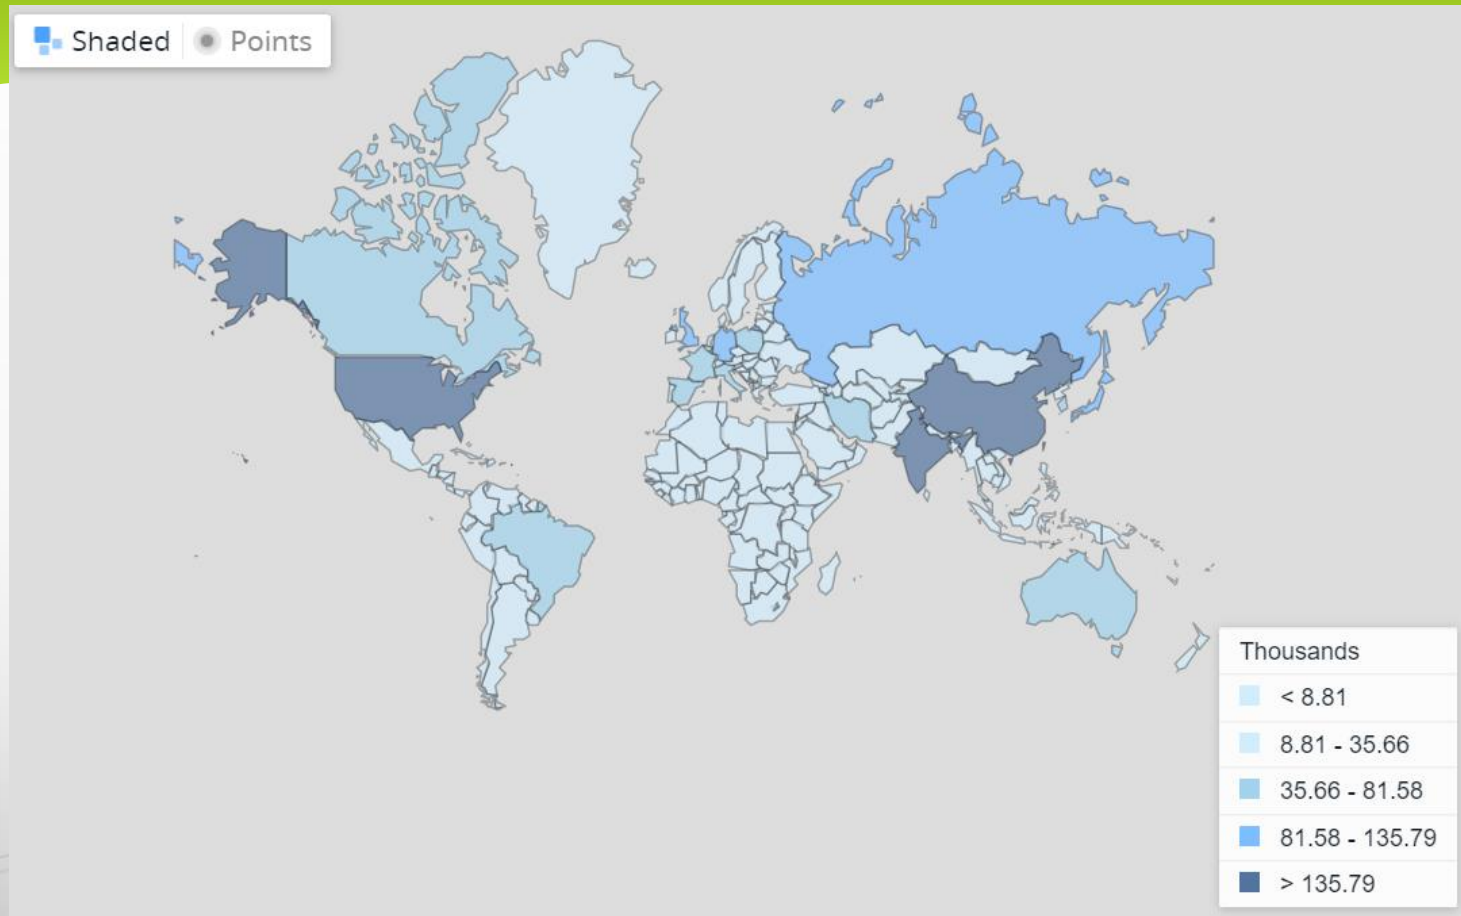 Shaded Points
Thousands
< 8.81
8.81 - 35.66
35.66 - 81.58
81.58 - 135.79
> 135.79